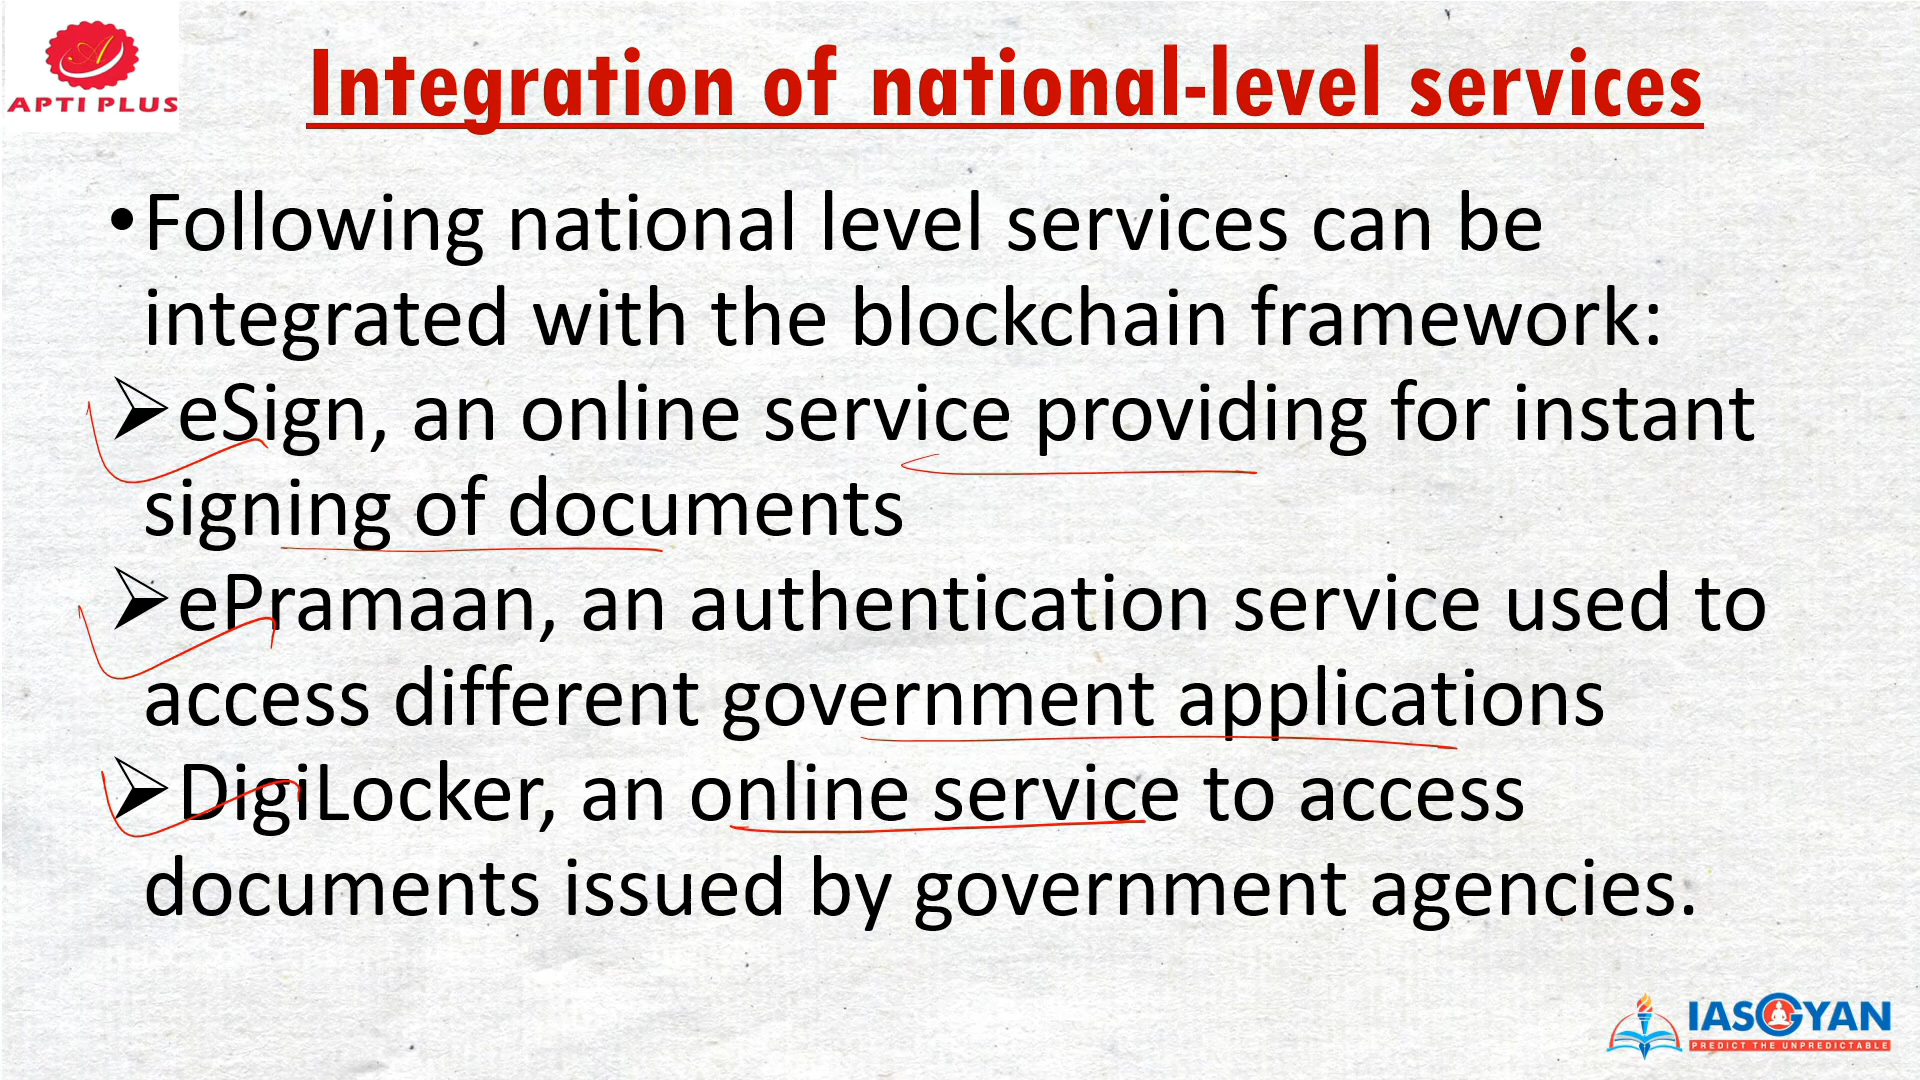 APTI PLUS
Integration of national-level services
•Following national level services can be
integrated with the blockchain framework:
➢eSign, an online service providing for instant
signing of documents
➢ePramaan, an authentication service used to
access different government applications
➢DigiLocker, an online service to access
documents issued by government agencies.
IASGYAN
PREDICT THE UNPREDICTABLE